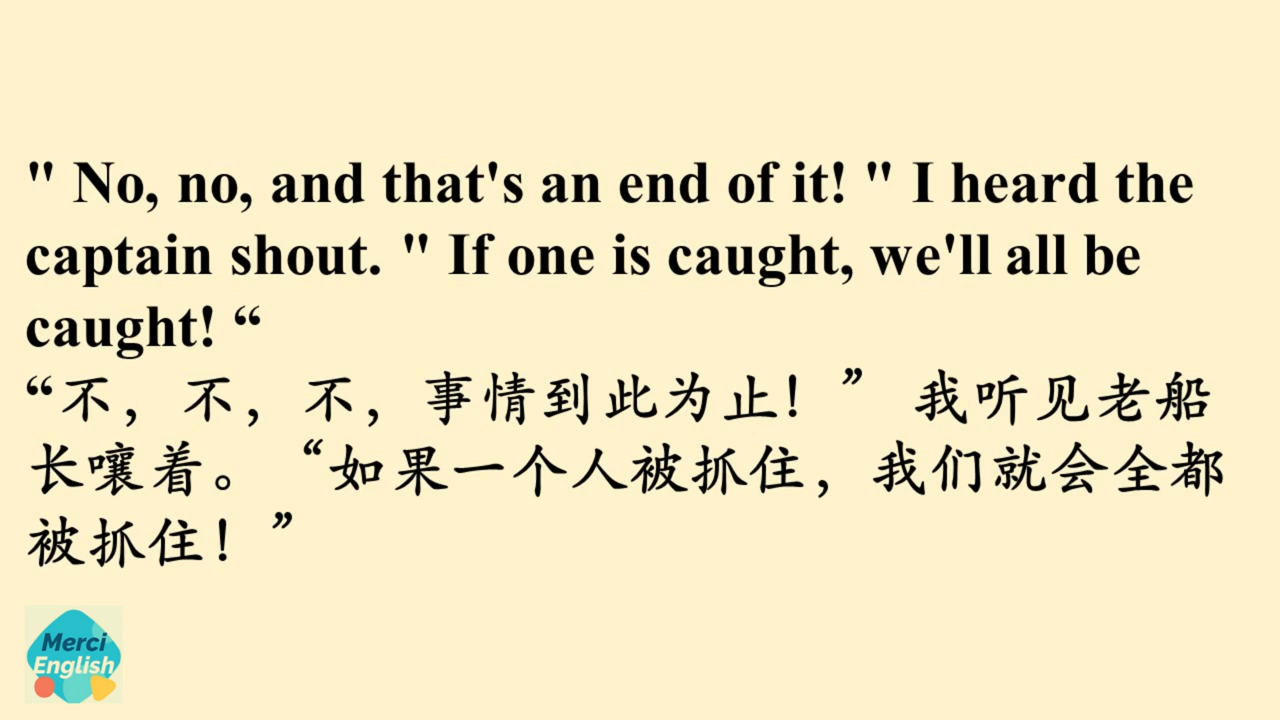 " No, no, and that's an end of it! " I heard the
captain shout. " If one is caught, we'll all be
caught! “
“不，不，不，事情到此为止！” 我听见老船
长嚷着。“如果一个人被抓住，我们就会全都
被抓住！”
Merci
English